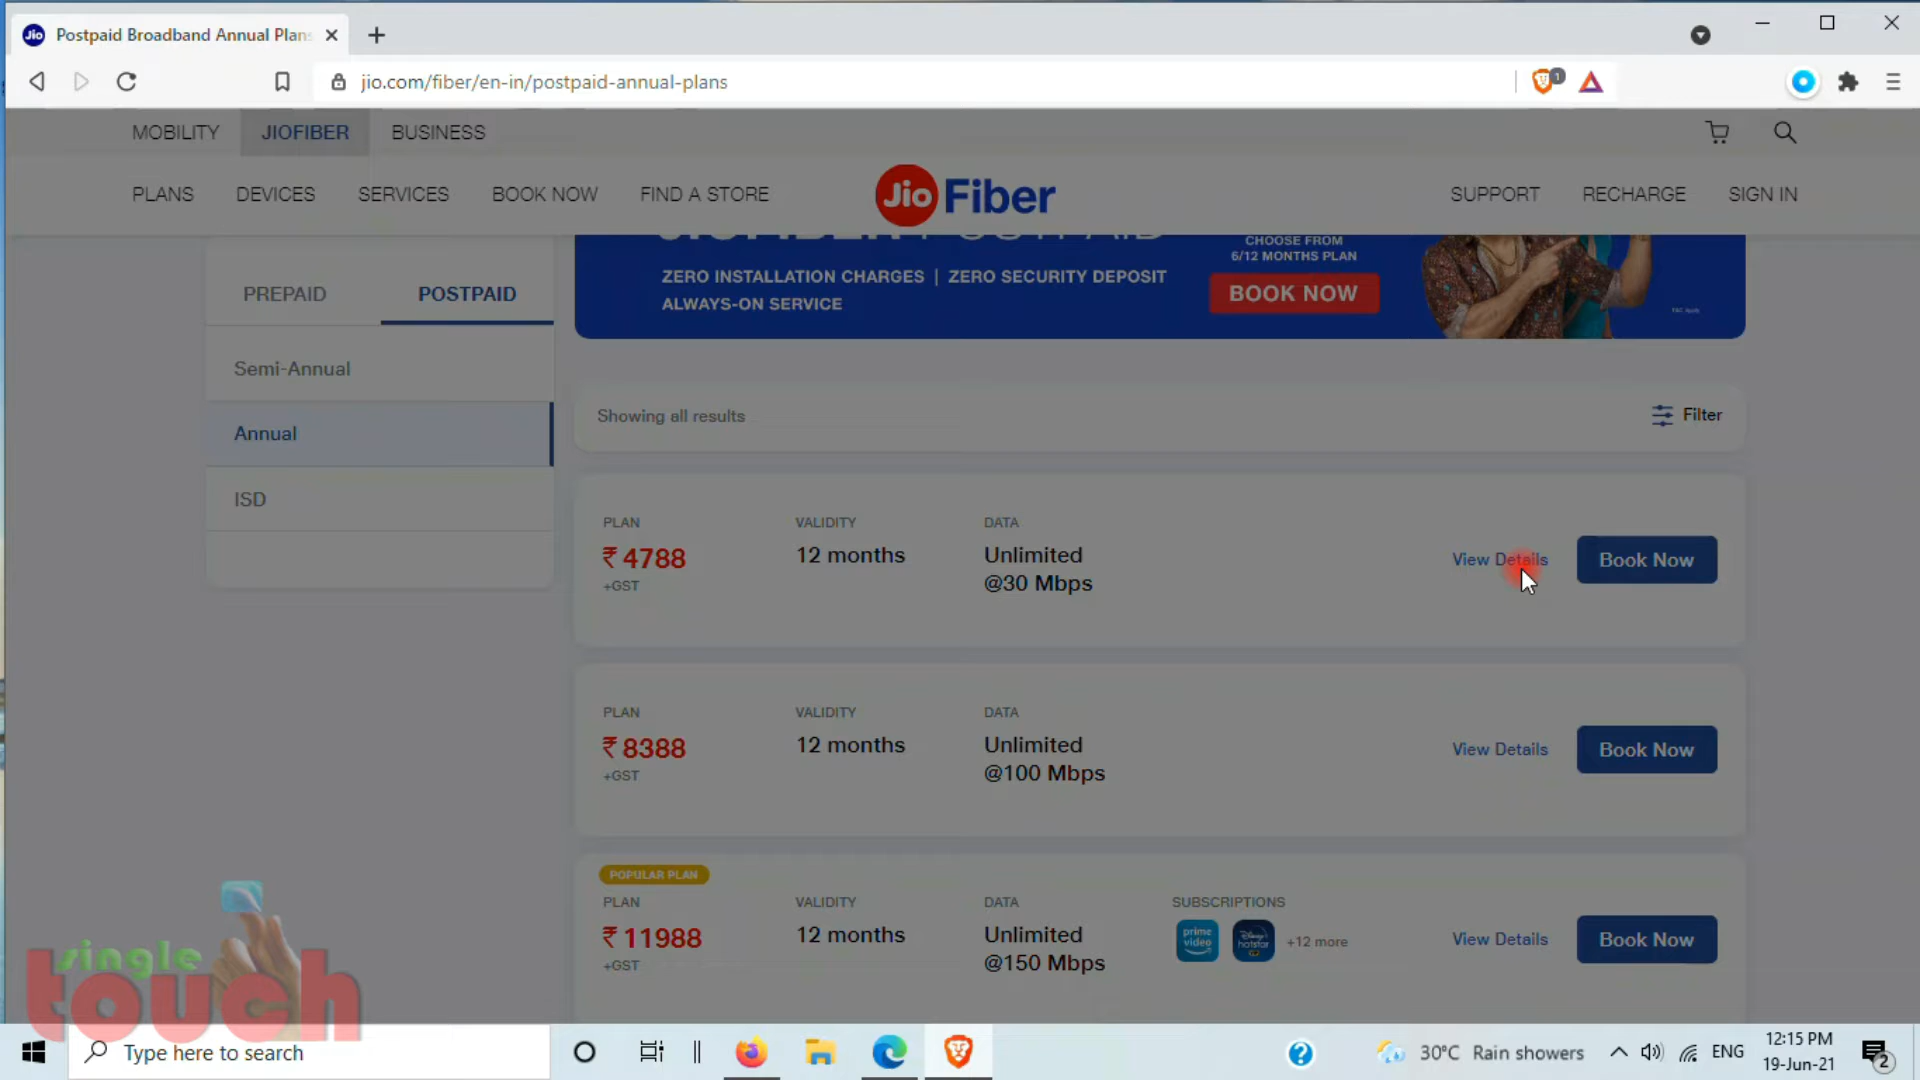 Jio Postpaid Broadband Annual Plans
jio.com/fiber/en-in/postpaid-annual-plans
1
MOBILITY JIOFIBER BUSINESS
PLANS DEVICES SERVICES BOOK NOW FIND A STORE
Jio Fiber
SUPPORT RECHARGE SIGN IN
CHOOSE FROM
6/12 MONTHS PLAN
ZERO INSTALLATION CHARGES | ZERO SECURITY DEPOSIT
ALWAYS-ON SERVICE
BOOK NOW
PREPAID POSTPAID
Semi-Annual
Annual
ISD
Showing all results
Filter
PLAN VALIDITY DATA
₹ 4788 12 months Unlimited
+GST @30 Mbps
View Details Book Now
PLAN VALIDITY DATA
₹ 8388 12 months Unlimited
+GST @100 Mbps
View Details Book Now
POPULAR PLAN
PLAN VALIDITY DATA SUBSCRIPTIONS
₹ 11988 12 months Unlimited
+GST @150 Mbps
prime
video
Disney+
hotstar
+12 more
View Details Book Now
single
touch
Type here to search
30°C Rain showers
ENG
12:15 PM
19-Jun-21
2